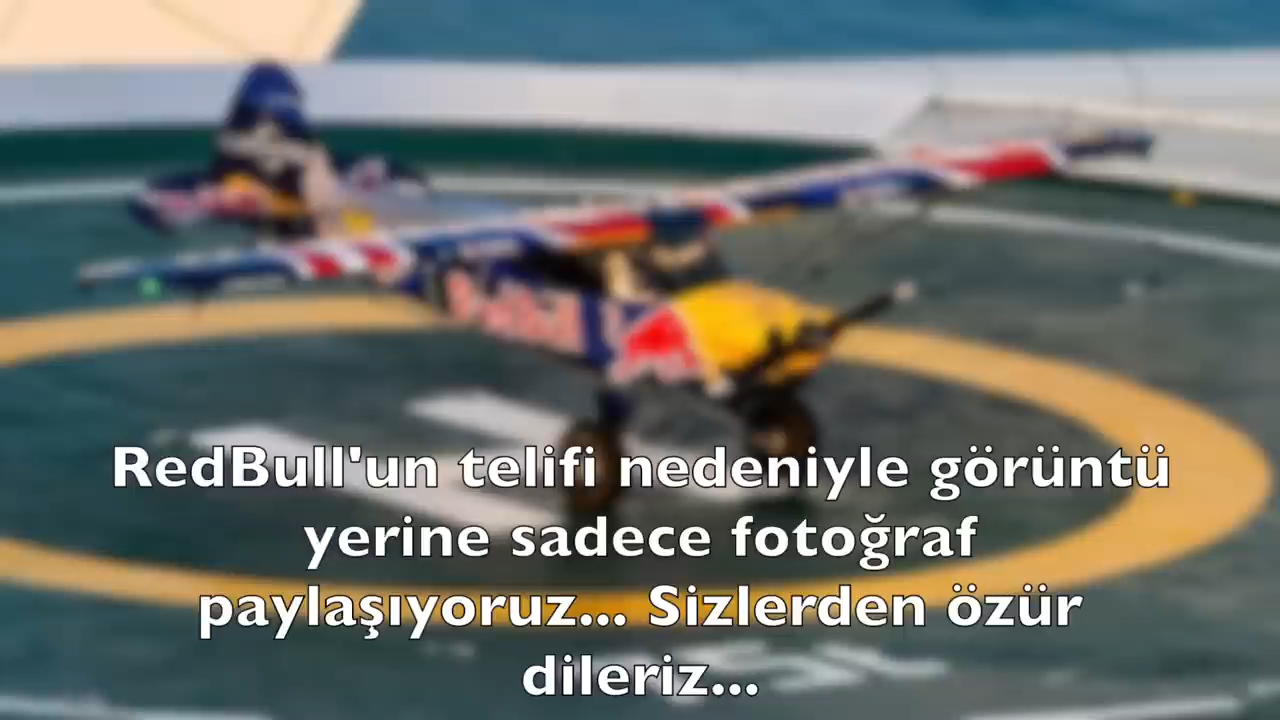 RedBull'un telifi nedeniyle görüntü
yerine sadece fotoğraf
paylaşıyoruz... Sizlerden özür
dileriz...